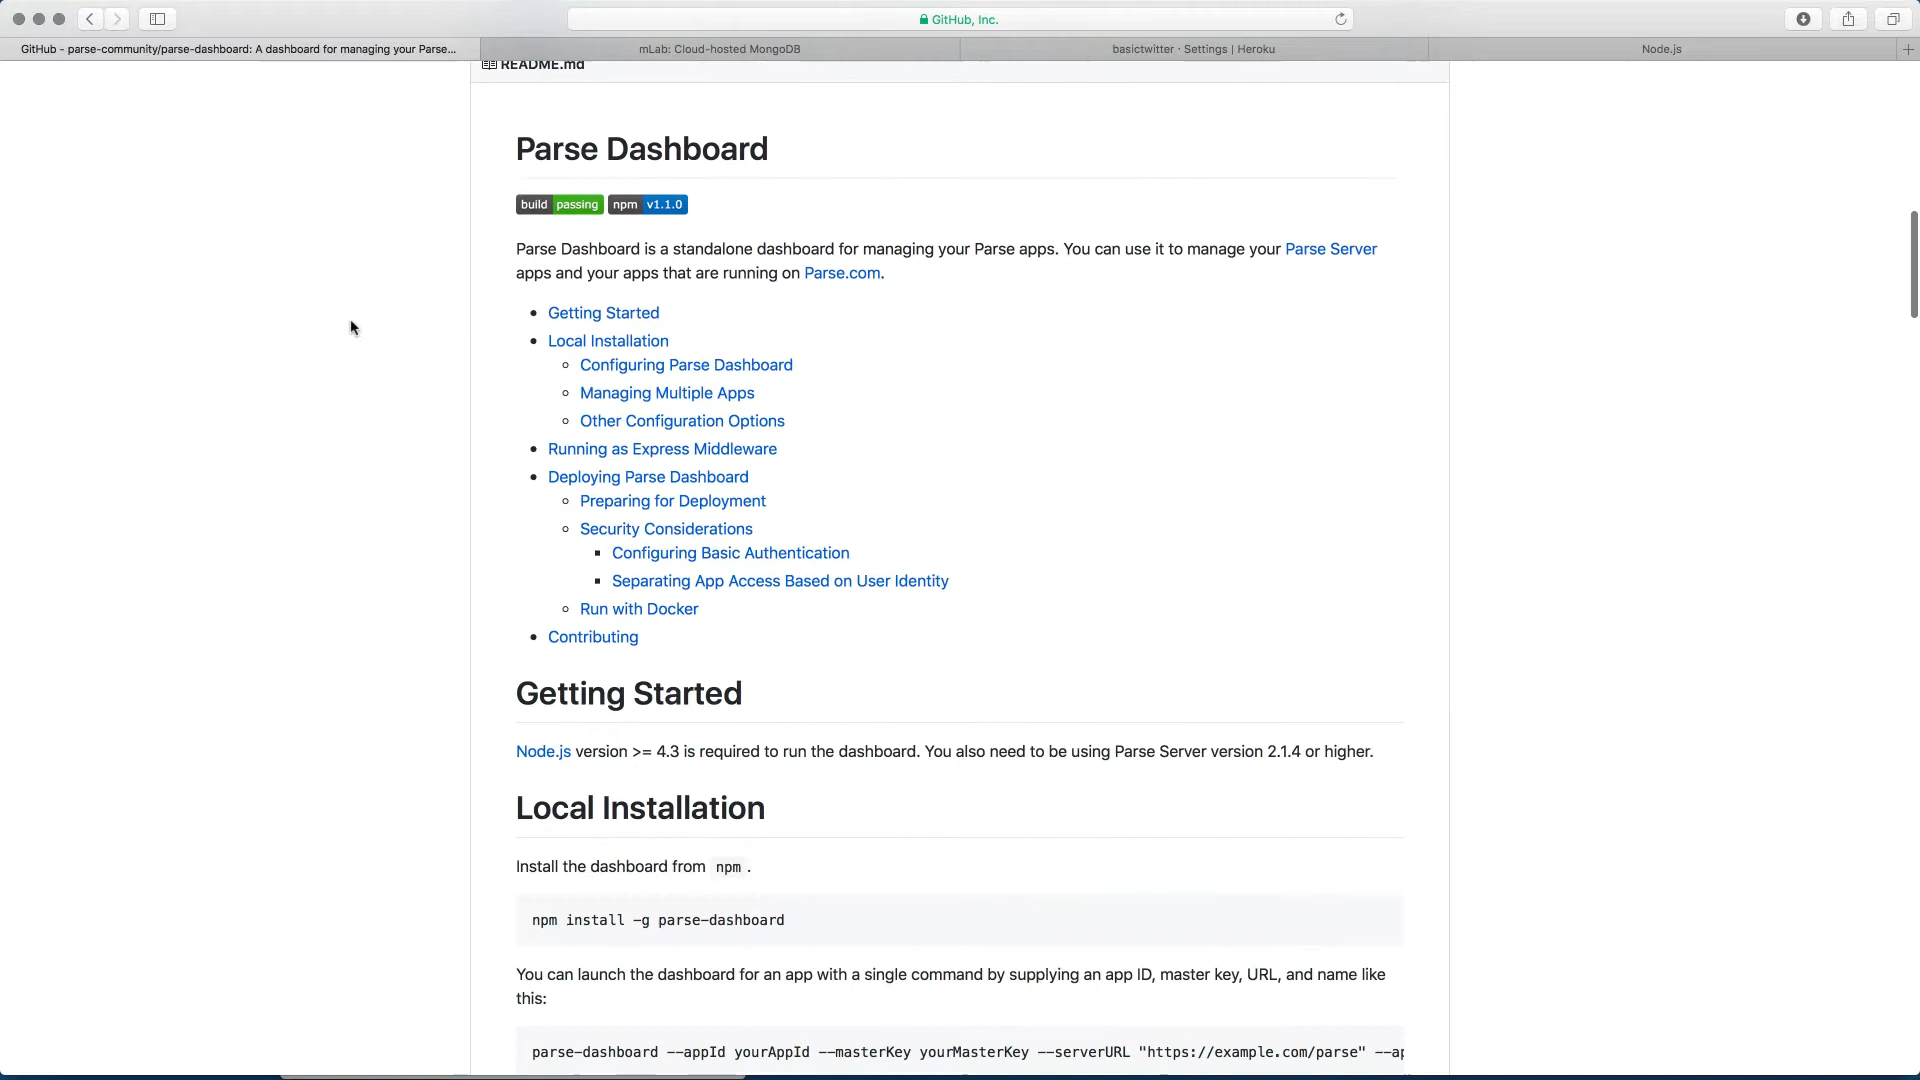 GitHub, Inc.
GitHub - parse-community/parse-dashboard: A dashboard for managing your Parse...
mLab: Cloud-hosted MongoDB
basictwitter · Settings | Heroku
Node.js
README.md
Parse Dashboard
build passing npm v1.1.0
Parse Dashboard is a standalone dashboard for managing your Parse apps. You can use it to manage your Parse Server
apps and your apps that are running on Parse.com.
• Getting Started
• Local Installation
◦ Configuring Parse Dashboard
◦ Managing Multiple Apps
◦ Other Configuration Options
• Running as Express Middleware
• Deploying Parse Dashboard
◦ Preparing for Deployment
◦ Security Considerations
▪ Configuring Basic Authentication
▪ Separating App Access Based on User Identity
◦ Run with Docker
• Contributing
Getting Started
Node.js version >= 4.3 is required to run the dashboard. You also need to be using Parse Server version 2.1.4 or higher.
Local Installation
Install the dashboard from npm .
npm install -g parse-dashboard
You can launch the dashboard for an app with a single command by supplying an app ID, master key, URL, and name like
this:
parse-dashboard --appId yourAppId --masterKey yourMasterKey --serverURL "https://example.com/parse" --ap